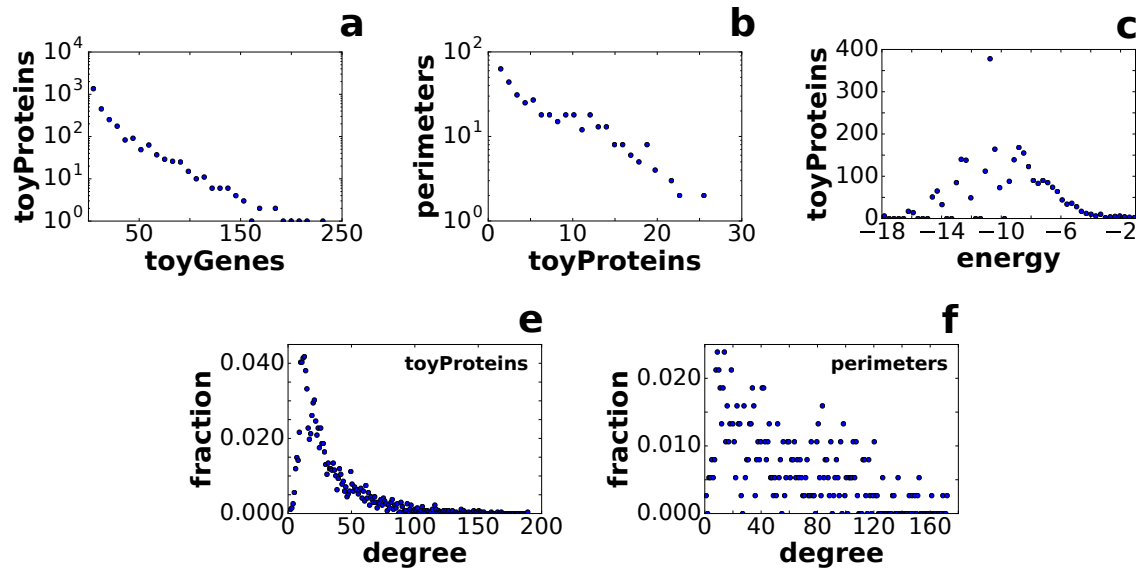 a
toyProteins
10^4
10^3
10^2
10^1
10^0
50 150 250
toyGenes
b
perimeters
10^2
10^1
10^0
0 10 20 30
toyProteins
c
toyProteins
400
300
200
100
0
−18 −14 −10 −6 −2
energy
e
toyProteins
fraction
0.040
0.020
0.000
0 50 100 150 200
degree
f
perimeters
fraction
0.020
0.010
0.000
0 40 80 120 160
degree